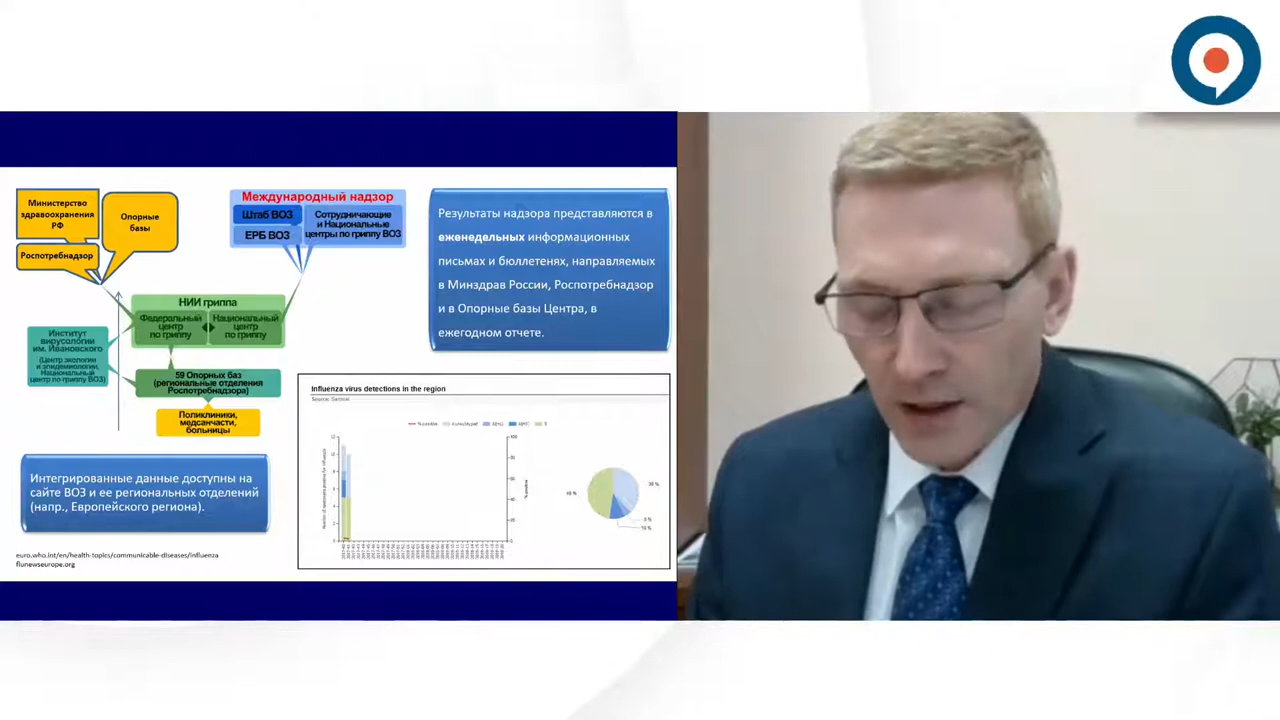 Министерство
здравоохранения
РФ
Опорные
базы
Роспотребнадзор
Международный надзор
Штаб ВОЗ
ЕРБ ВОЗ
Сотрудничающие
и Национальные
центры по гриппу ВОЗ
Результаты надзора представляются в
еженедельных информационных
письмах и бюллетенях, направляемых
в Минздрав России, Роспотребнадзор
и в Опорные базы Центра, в
ежегодном отчете.
НИИ гриппа
Федеральный
центр
по гриппу
Национальный
центр
по гриппу
Институт
вирусологии
им. Ивановского
(Центр экологии
и эпидемиологии,
Национальный
центр по гриппу ВОЗ)
59 Опорных баз
(региональные отделения
Роспотребнадзора)
Поликлиники,
медсанчасти,
больницы
Influenza virus detections in the region
% positive
Интегрированные данные доступны на
сайте ВОЗ и ее региональных отделений
(напр., Европейского региона).
euro.who.int/en/health-topics/communicable-diseases/influenza
flunewseurope.org